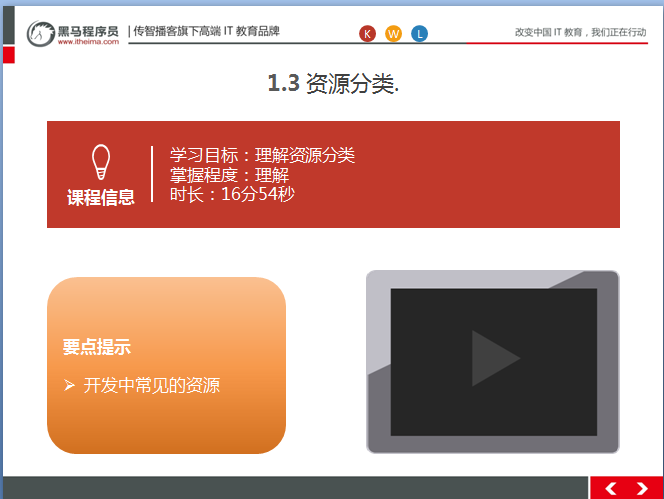 黑马程序员
www.itheima.com
传智播客旗下高端 IT 教育品牌
K W L
改变中国 IT 教育，我们正在行动
1.3 资源分类.
课程信息
学习目标：理解资源分类
掌握程度：理解
时长：16分54秒
要点提示
开发中常见的资源